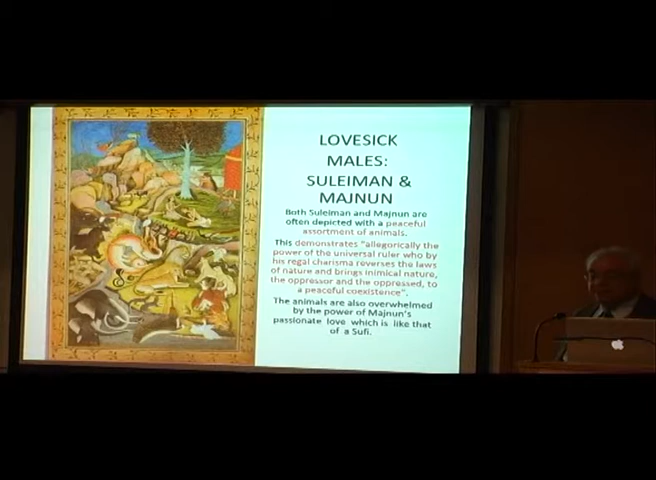 LOVESICK
MALES:
SULEIMAN &
MAJNUN
Both Suleiman and Majnun are
often depicted with a peaceful
assortment of animals.
This demonstrates "allegorically the
power of the universal ruler who by
his regal charisma reverses the laws
of nature and brings inimical nature,
the oppressor and the oppressed, to
a peaceful coexistence".
The animals are also overwhelmed
by the power of Majnun's
passionate love which is like that
of a Sufi.